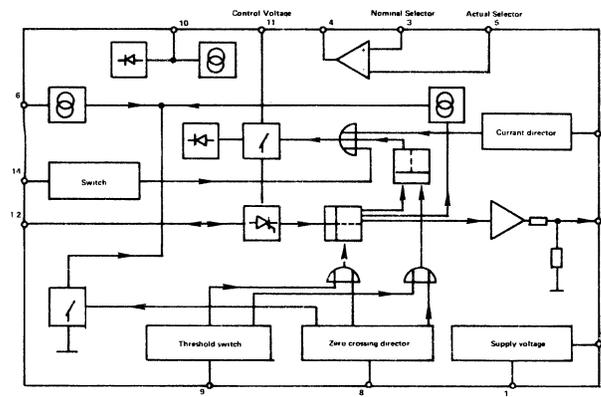 Control Voltage
Nominal Selector
Actual Selector
10
11
4
3
5
6
Currant director
14
Switch
12
Threshold switch
Zero crossing director
Supply voltage
9
8
1